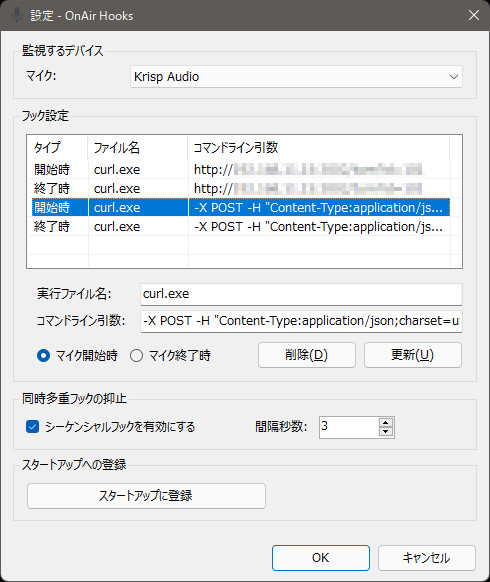 設定 - OnAir Hooks
監視するデバイス
マイク: Krisp Audio
フック設定
タイプ ファイル名 コマンドライン引数
開始時 curl.exe http://
終了時 curl.exe http://
開始時 curl.exe -X POST -H "Content-Type:application/js...
終了時 curl.exe -X POST -H "Content-Type:application/js...
実行ファイル名: curl.exe
コマンドライン引数: -X POST -H "Content-Type:application/json;charset=u
マイク開始時 マイク終了時 削除(D) 更新(U)
同時多重フックの抑止
シーケンシャルフックを有効にする 間隔秒数: 3
スタートアップへの登録
スタートアップに登録
OK キャンセル